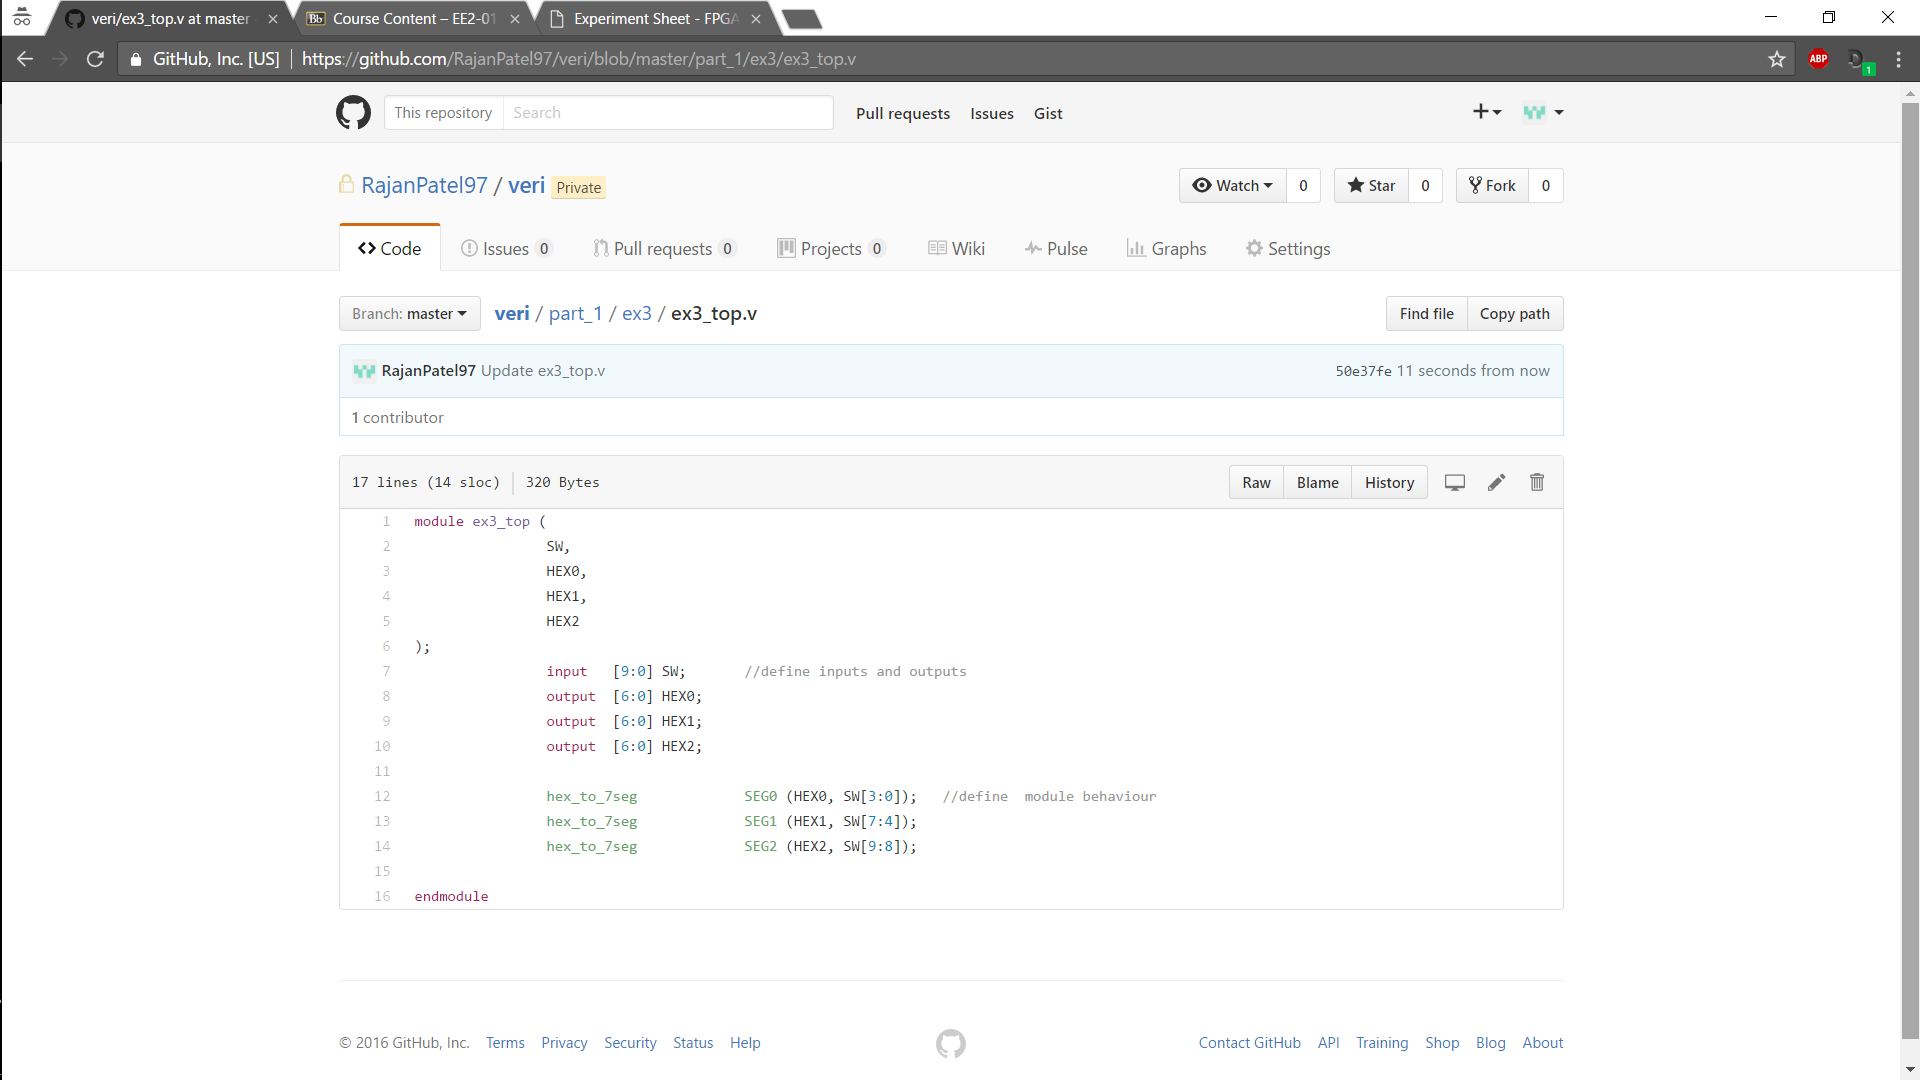 veri/ex3_top.v at master
Course Content – EE2-01
Experiment Sheet - FPGA
GitHub, Inc. [US] https://github.com/RajanPatel97/veri/blob/master/part_1/ex3/ex3_top.v
ABP
1
This repository Search Pull requests Issues Gist
RajanPatel97 / veri Private
Watch 0 Star 0 Fork 0
Code Issues 0 Pull requests 0 Projects 0 Wiki Pulse Graphs Settings
Branch: master veri / part_1 / ex3 / ex3_top.v Find file Copy path
RajanPatel97 Update ex3_top.v 50e37fe 11 seconds from now
1 contributor
17 lines (14 sloc) 320 Bytes Raw Blame History
1 module ex3_top (
2 SW,
3 HEX0,
4 HEX1,
5 HEX2
6 );
7 input [9:0] SW; //define inputs and outputs
8 output [6:0] HEX0;
9 output [6:0] HEX1;
10 output [6:0] HEX2;
11
12 hex_to_7seg SEG0 (HEX0, SW[3:0]); //define module behaviour
13 hex_to_7seg SEG1 (HEX1, SW[7:4]);
14 hex_to_7seg SEG2 (HEX2, SW[9:8]);
15
16 endmodule
© 2016 GitHub, Inc. Terms Privacy Security Status Help Contact GitHub API Training Shop Blog About